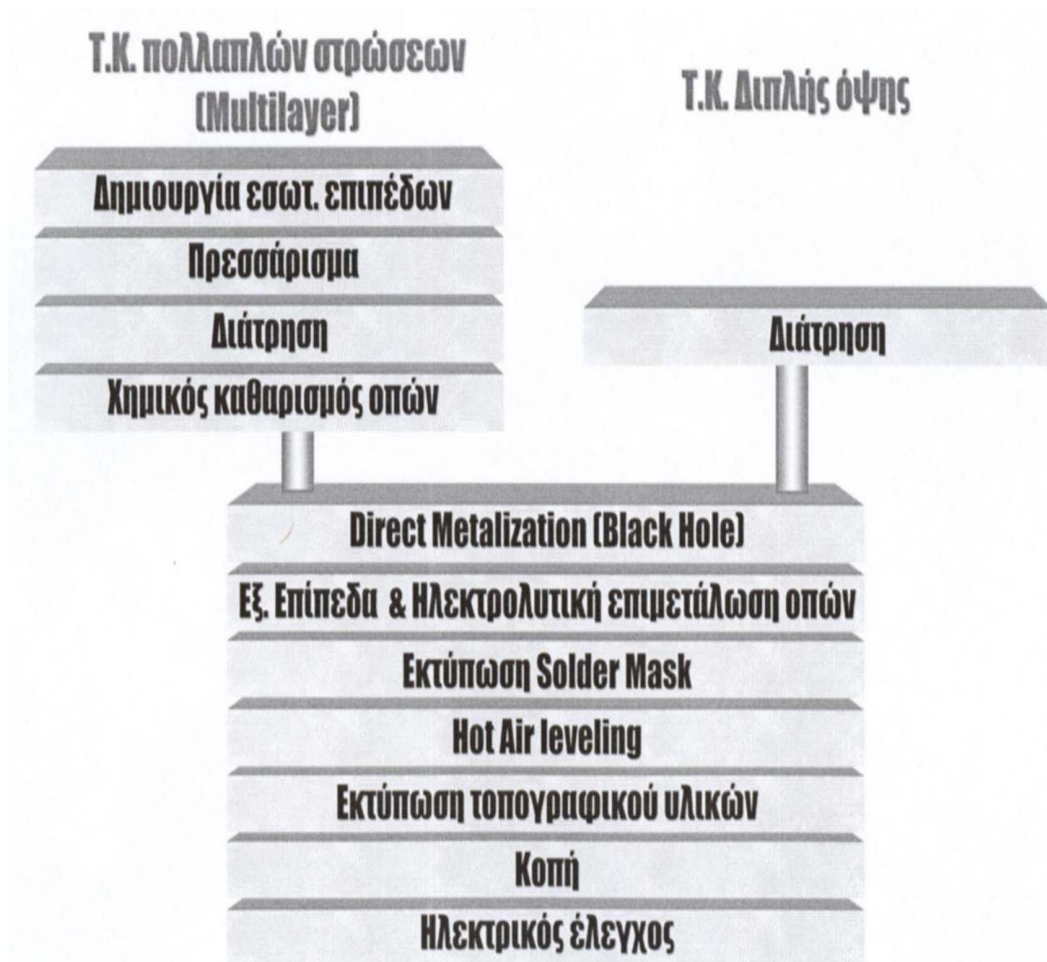 Τ.Κ. πολλαπλών στρώσεων
(Multilayer)
Δημιουργία εσωτ. επιπέδων
Πρεσσάρισμα
Διάτρηση
Χημικός καθαρισμός οπών
Τ.Κ. Διπλής όψης
Διάτρηση
Direct Metalization (Black Hole)
Εξ. Επίπεδα & Ηλεκτρολυτική επιμετάλωση οπών
Εκτύπωση Solder Mask
Hot Air leveling
Εκτύπωση τοπογραφικού υλικών
Κοπή
Ηλεκτρικός έλεγχος